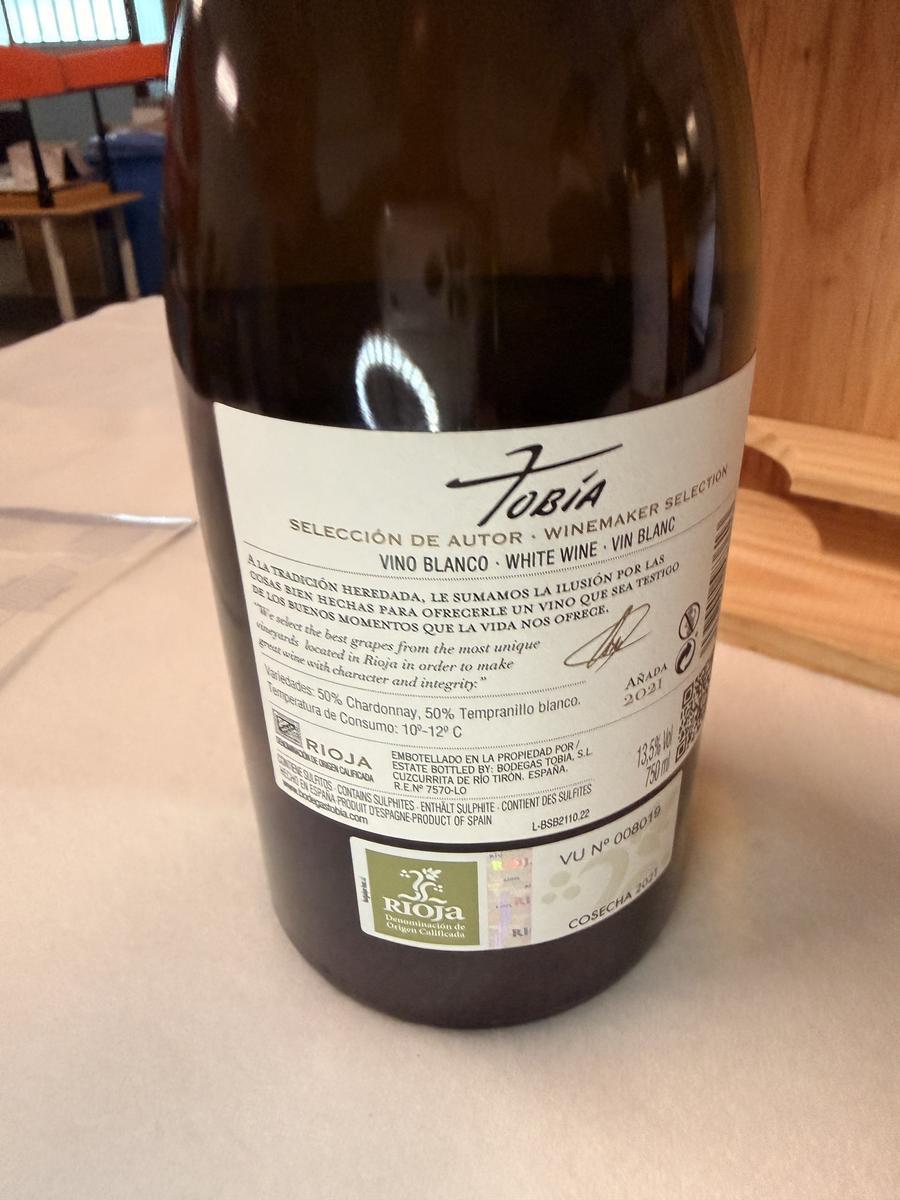 TOBÍA
SELECCIÓN DE AUTOR · WINEMAKER SELECTION
VINO BLANCO · WHITE WINE · VIN BLANC
A LA TRADICIÓN HEREDADA, LE SUMAMOS LA ILUSIÓN POR LAS
COSAS BIEN HECHAS PARA OFRECERLE UN VINO QUE SEA TESTIGO
DE LOS BUENOS MOMENTOS QUE LA VIDA NOS OFRECE.
"We select the best grapes from the most unique
vineyards located in Rioja in order to make
great wine with character and integrity."
AÑADA
2021
Variedades: 50% Chardonnay, 50% Tempranillo blanco.
Temperatura de Consumo: 10º-12º C
RIOJA
DENOMINACIÓN DE ORIGEN CALIFICADA
EMBOTELLADO EN LA PROPIEDAD POR/
ESTATE BOTTLED BY: BODEGAS TOBIA, S.L.
CUZCURRITA DE RÍO TIRÓN. ESPAÑA.
R.E.Nº 7570-LO
13,5% Vol
750 ml
CONTIENE SULFITOS · CONTAINS SULPHITES · ENTHÄLT SULPHITE · CONTIENT DES SULFITES
HECHO EN ESPAÑA·PRODUIT D'ESPAGNE·PRODUCT OF SPAIN
www.bodegastobia.com
L-BSB2110.22
RIOJA
Denominación de
Origen Calificada
VU Nº 008019
COSECHA 2021